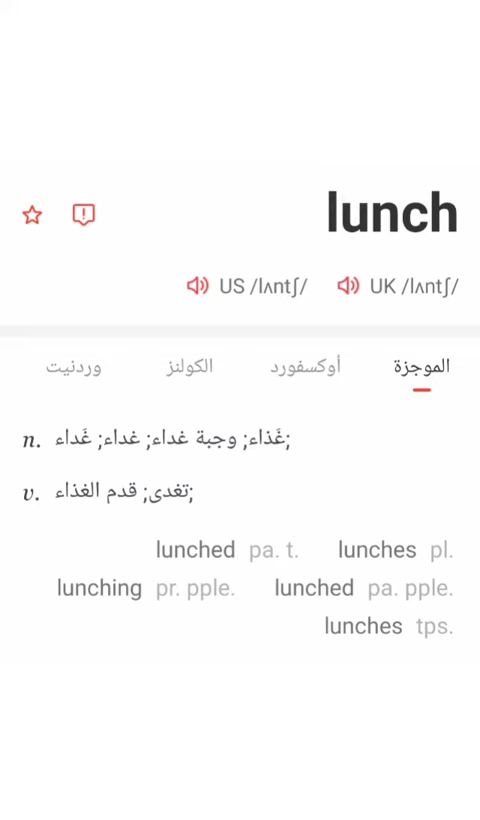 lunch
US /lʌntʃ/ UK /lʌntʃ/
الموجزة أوكسفورد الكولنز وردنيت
n. غَذاء; وجبة غداء; غداء; غَداء;
v. تغدى; قدم الغذاء;
lunched pa. t. lunches pl.
lunching pr. pple. lunched pa. pple.
lunches tps.